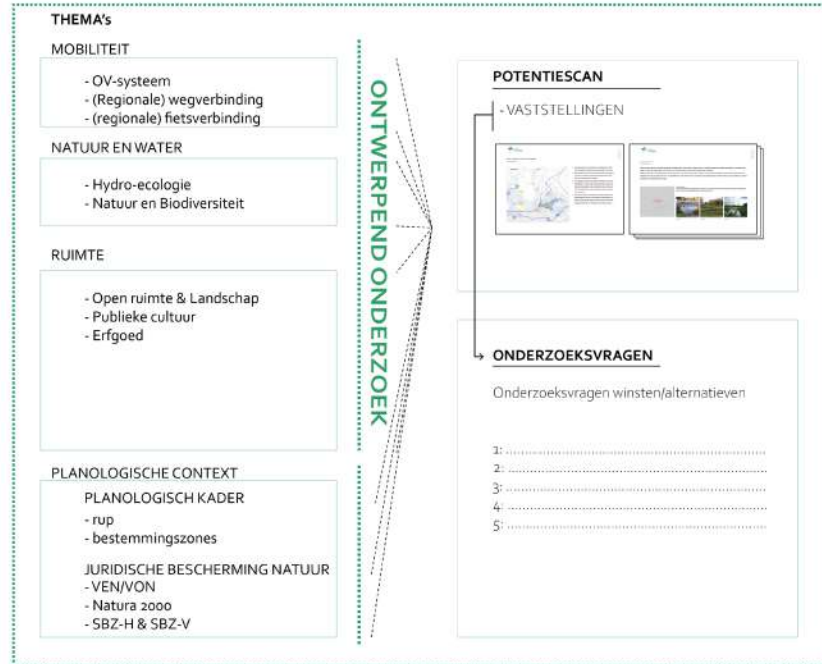 THEMA's
MOBILITEIT
- OV-systeem
- (Regionale) wegverbinding
- (regionale) fietsverbinding
NATUUR EN WATER
- Hydro-ecologie
- Natuur en Biodiversiteit
RUIMTE
- Open ruimte & Landschap
- Publieke cultuur
- Erfgoed
PLANOLOGISCHE CONTEXT
PLANOLOGISCH KADER
- rup
- bestemmingszones
JURIDISCHE BESCHERMING NATUUR
- VEN/VON
- Natura 2000
- SBZ-H & SBZ-V
ONTWERPEND ONDERZOEK
POTENTIESCAN
- VASTSTELLINGEN
ONDERZOEKSVRAGEN
Onderzoeksvragen winsten/alternatieven
1: ................................................................
2: ................................................................
3: ................................................................
4: ................................................................
5: ................................................................